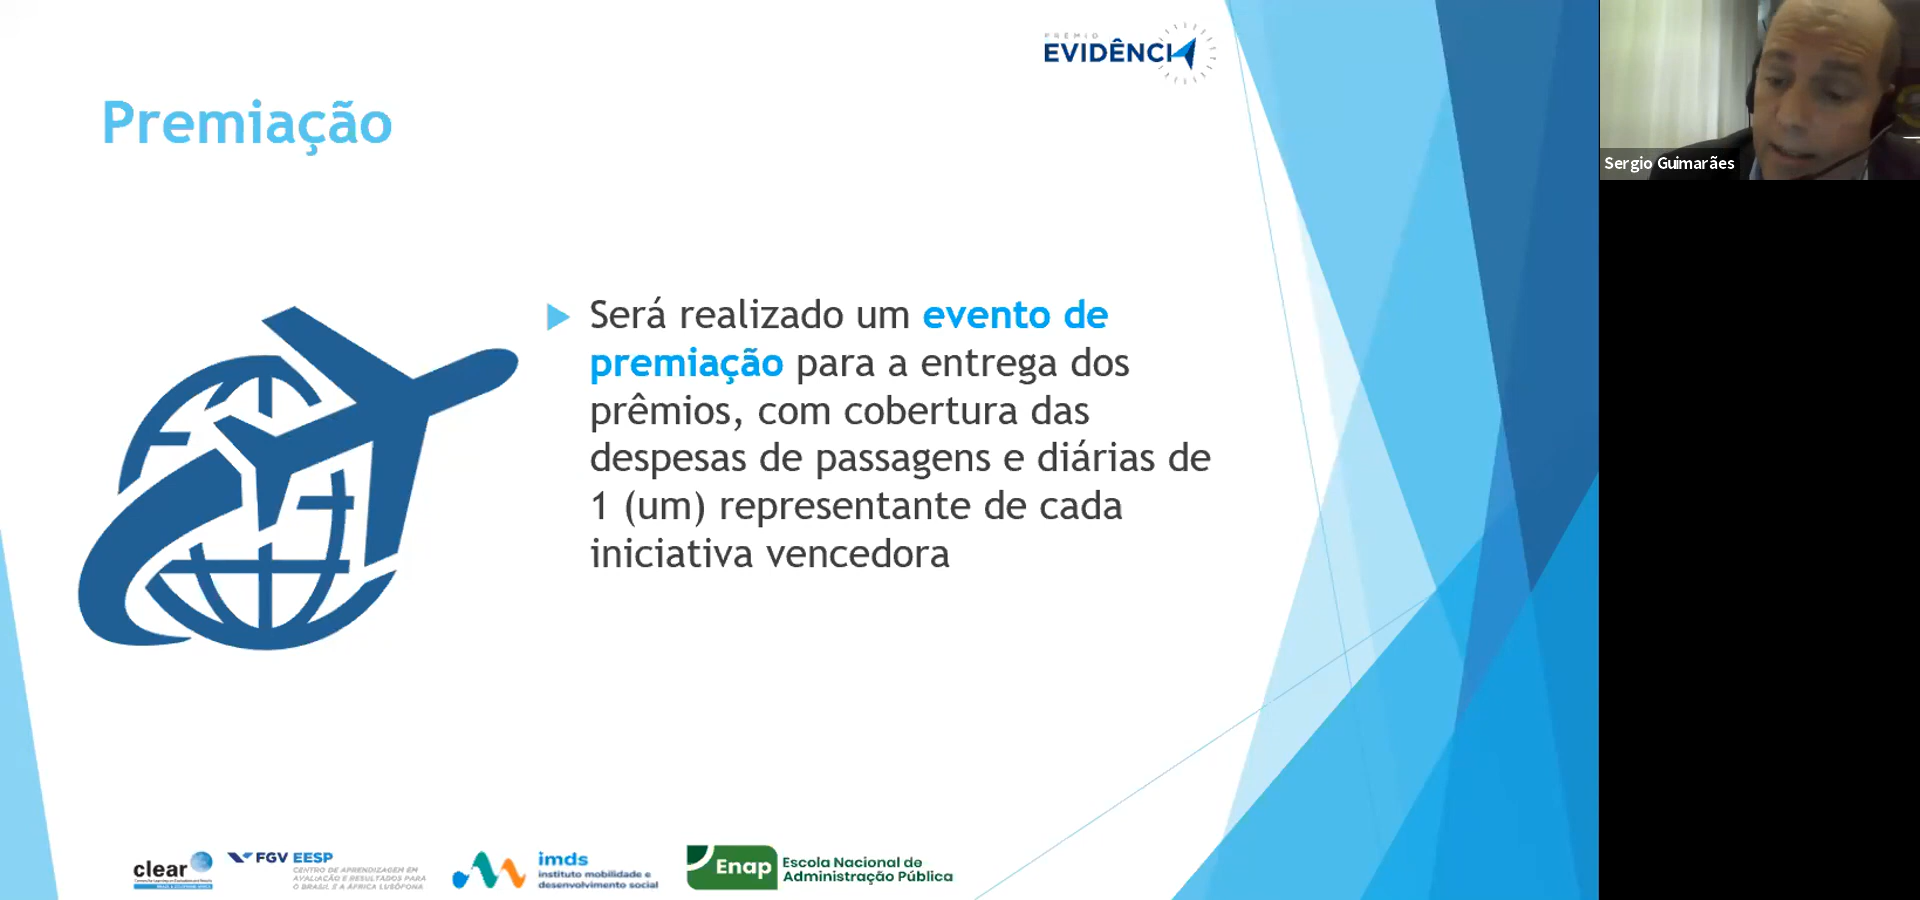 PRÊMIO
EVIDÊNCIA
Sergio Guimarães
Premiação
Será realizado um evento de
premiação para a entrega dos
prêmios, com cobertura das
despesas de passagens e diárias de
1 (um) representante de cada
iniciativa vencedora
clear
FGV EESP
CENTRO DE APRENDIZAGEM EM
AVALIAÇÃO E RESULTADOS PARA
O BRASIL E A ÁFRICA LUSÓFONA
imds
instituto mobilidade e
desenvolvimento social
Enap
Escola Nacional de
Administração Pública